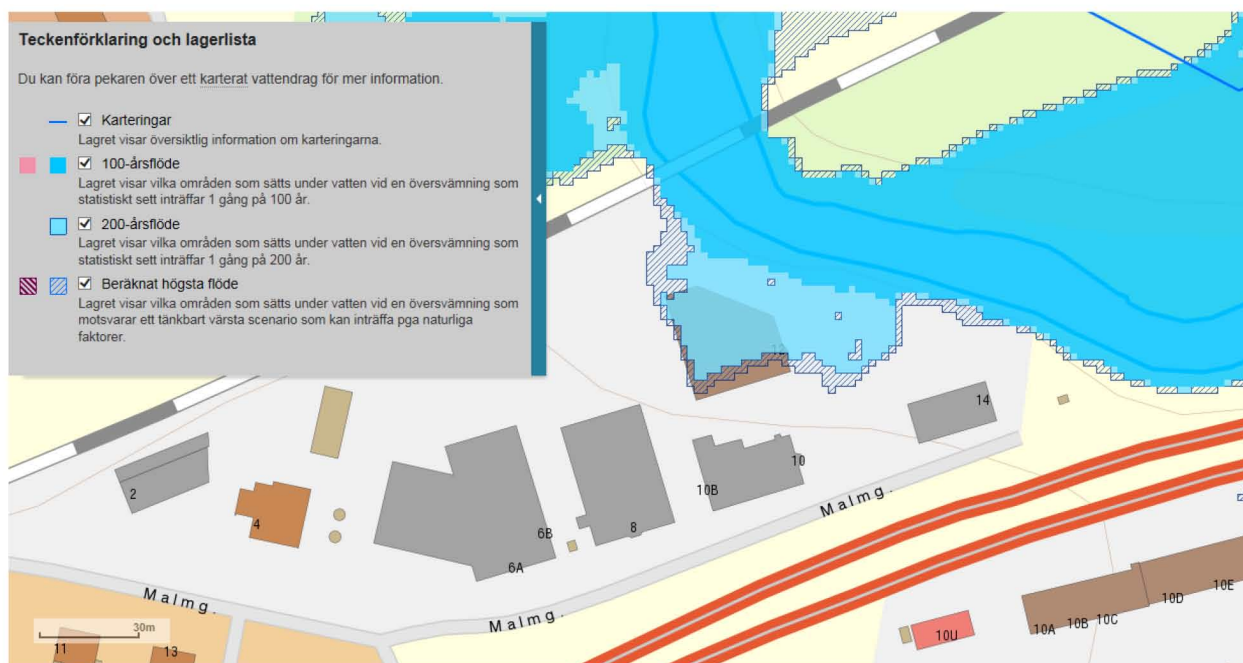 Teckenförklaring och lagerlista
Du kan föra pekaren över ett karterat vattendrag för mer information.
Karteringar
Lagret visar översiktlig information om karteringarna.
100-årsflöde
Lagret visar vilka områden som sätts under vatten vid en översvämning som
statistiskt sett inträffar 1 gång på 100 år.
200-årsflöde
Lagret visar vilka områden som sätts under vatten vid en översvämning som
statistiskt sett inträffar 1 gång på 200 år.
Beräknat högsta flöde
Lagret visar vilka områden som sätts under vatten vid en översvämning som
motsvarar ett tänkbart värsta scenario som kan inträffa pga naturliga
faktorer.
12
14
10
10B
2
4
8
6B
6A
Malmg.
Malmg.
Malmg.
30m
11
13
10U
10A
10B
10C
10D
10E